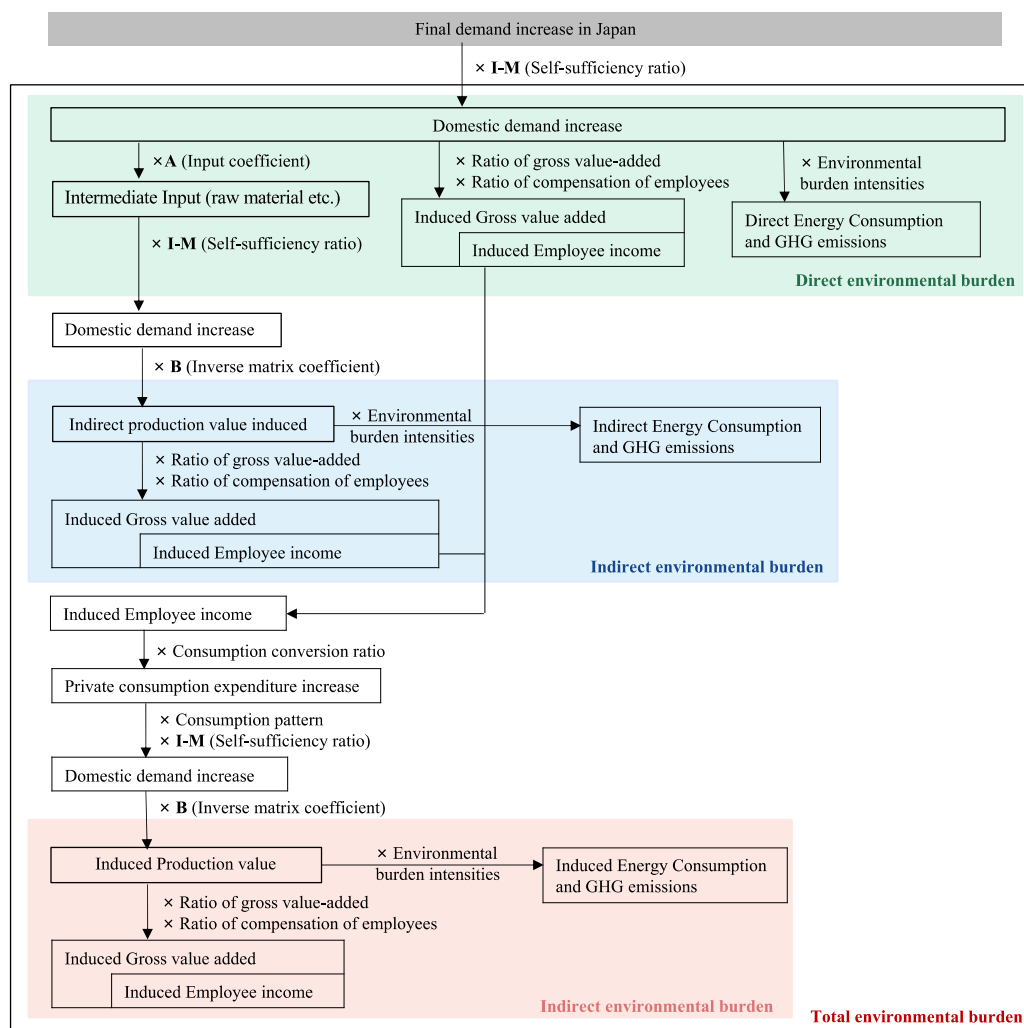 Final demand increase in Japan
× I-M (Self-sufficiency ratio)
Domestic demand increase
×A (Input coefficient)
× Ratio of gross value-added
× Ratio of compensation of employees
× Environmental
burden intensities
Intermediate Input (raw material etc.)
Induced Gross value added
Induced Employee income
Direct Energy Consumption
and GHG emissions
× I-M (Self-sufficiency ratio)
Direct environmental burden
Domestic demand increase
× B (Inverse matrix coefficient)
Indirect production value induced
× Environmental
burden intensities
Indirect Energy Consumption
and GHG emissions
× Ratio of gross value-added
× Ratio of compensation of employees
Induced Gross value added
Induced Employee income
Indirect environmental burden
Induced Employee income
× Consumption conversion ratio
Private consumption expenditure increase
× Consumption pattern
× I-M (Self-sufficiency ratio)
Domestic demand increase
× B (Inverse matrix coefficient)
Induced Production value
× Environmental
burden intensities
Induced Energy Consumption
and GHG emissions
× Ratio of gross value-added
× Ratio of compensation of employees
Induced Gross value added
Induced Employee income
Indirect environmental burden
Total environmental burden